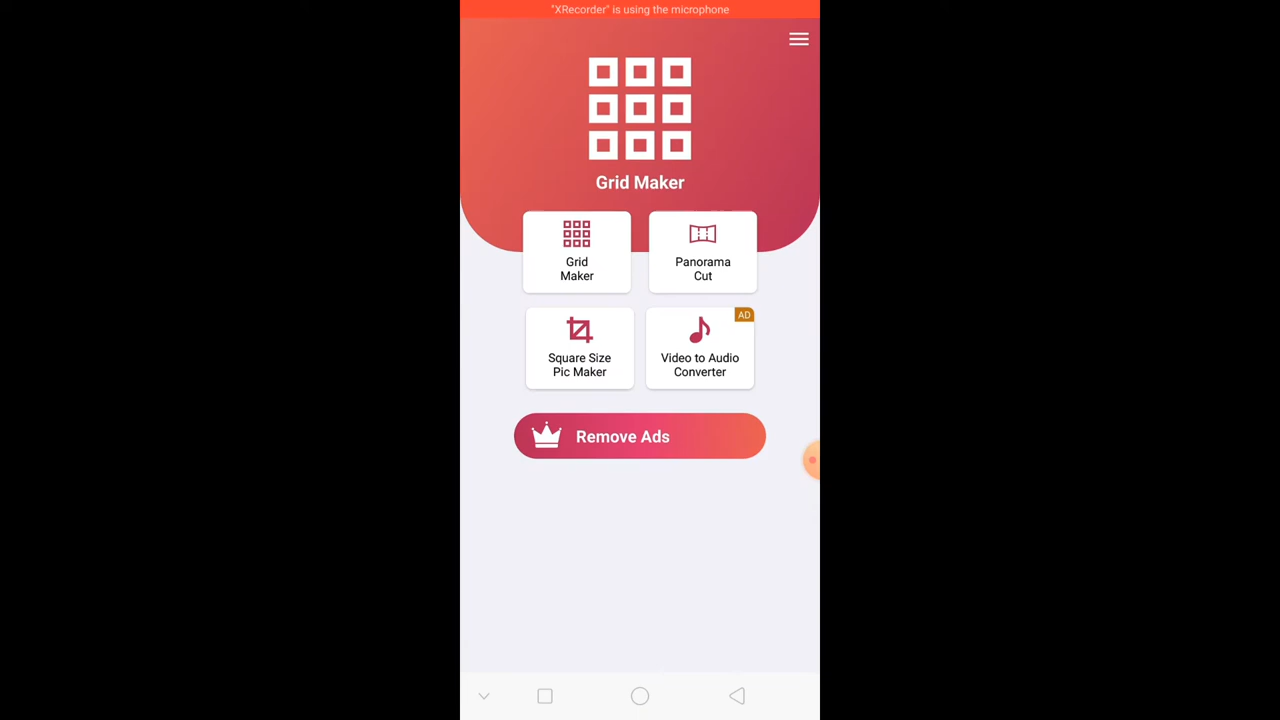 "XRecorder" is using the microphone
Grid Maker
Grid
Maker
Panorama
Cut
Square Size
Pic Maker
AD
Video to Audio
Converter
Remove Ads